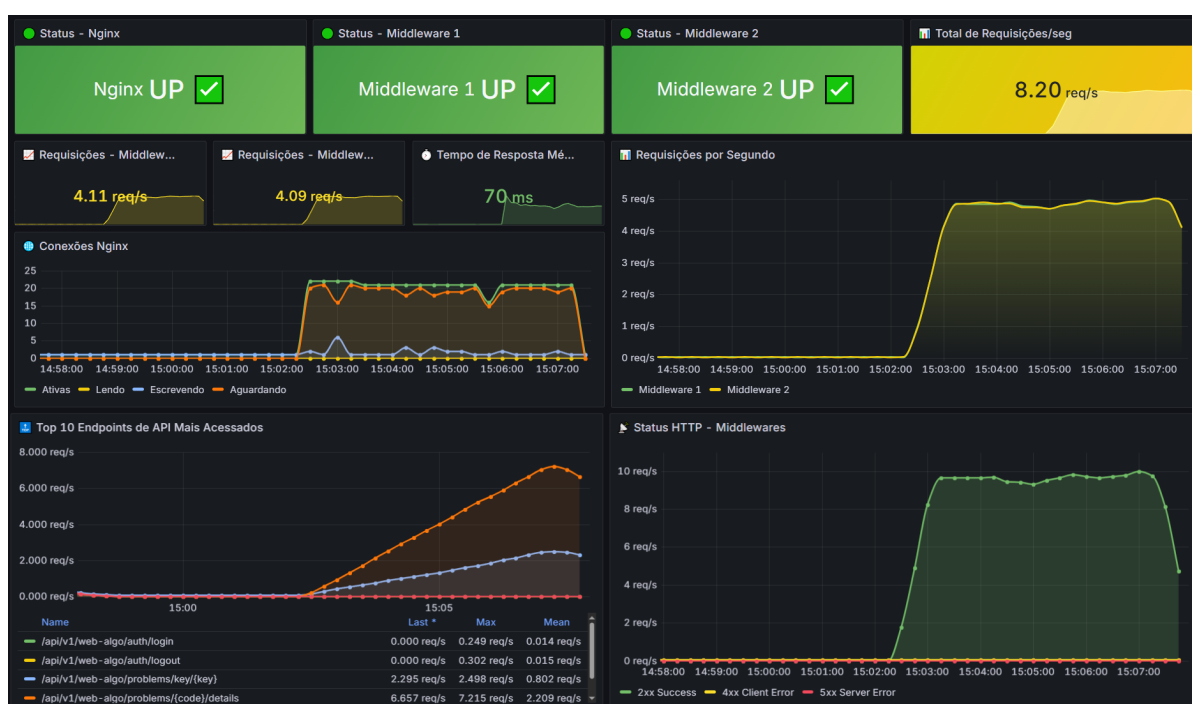 Status - Nginx
Nginx UP
Status - Middleware 1
Middleware 1 UP
Status - Middleware 2
Middleware 2 UP
Total de Requisições/seg
8.20 req/s
Requisições - Middlew...
4.11 req/s
Requisições - Middlew...
4.09 req/s
Tempo de Resposta Mé...
70 ms
Requisições por Segundo
5 req/s
4 req/s
3 req/s
2 req/s
1 req/s
0 req/s
14:58:00 14:59:00 15:00:00 15:01:00 15:02:00 15:03:00 15:04:00 15:05:00 15:06:00 15:07:00
Middleware 1 Middleware 2
Conexões Nginx
25
20
15
10
5
0
14:58:00 14:59:00 15:00:00 15:01:00 15:02:00 15:03:00 15:04:00 15:05:00 15:06:00 15:07:00
Ativas Lendo Escrevendo Aguardando
Top 10 Endpoints de API Mais Acessados
8.000 req/s
6.000 req/s
4.000 req/s
2.000 req/s
0.000 req/s
15:00 15:05
Name Last * Max Mean
/api/v1/web-algo/auth/login 0.000 req/s 0.249 req/s 0.014 req/s
/api/v1/web-algo/auth/logout 0.000 req/s 0.302 req/s 0.015 req/s
/api/v1/web-algo/problems/key/{key} 2.295 req/s 2.498 req/s 0.802 req/s
/api/v1/web-algo/problems/{code}/details 6.657 req/s 7.215 req/s 2.209 req/s
Status HTTP - Middlewares
10 req/s
8 req/s
6 req/s
4 req/s
2 req/s
0 req/s
14:58:00 14:59:00 15:00:00 15:01:00 15:02:00 15:03:00 15:04:00 15:05:00 15:06:00 15:07:00
2xx Success 4xx Client Error 5xx Server Error